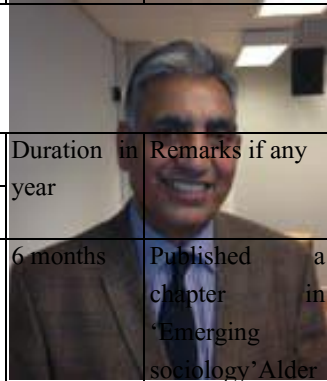 Duration in Remarks if any
year
6 months Published a
chapter in
‘Emerging
sociology’Alder